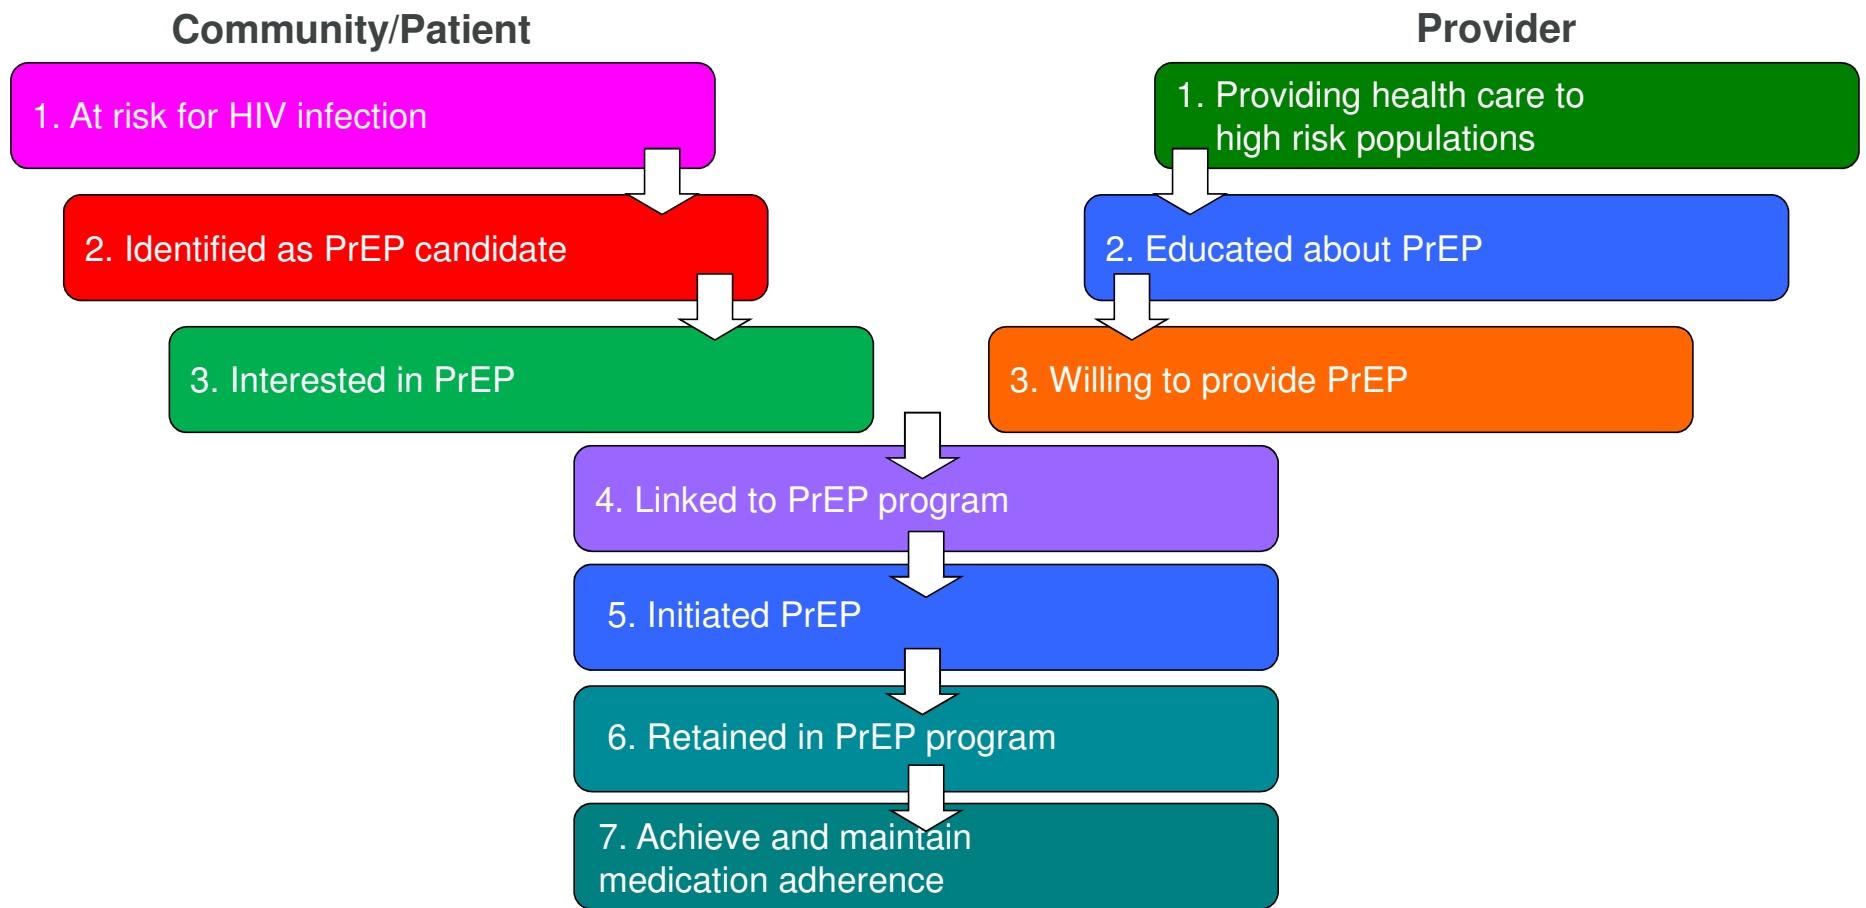 Community/Patient
Provider
1. At risk for HIV infection
1. Providing health care to
high risk populations
2. Identified as PrEP candidate
2. Educated about PrEP
3. Interested in PrEP
3. Willing to provide PrEP
4. Linked to PrEP program
5. Initiated PrEP
6. Retained in PrEP program
7. Achieve and maintain
medication adherence